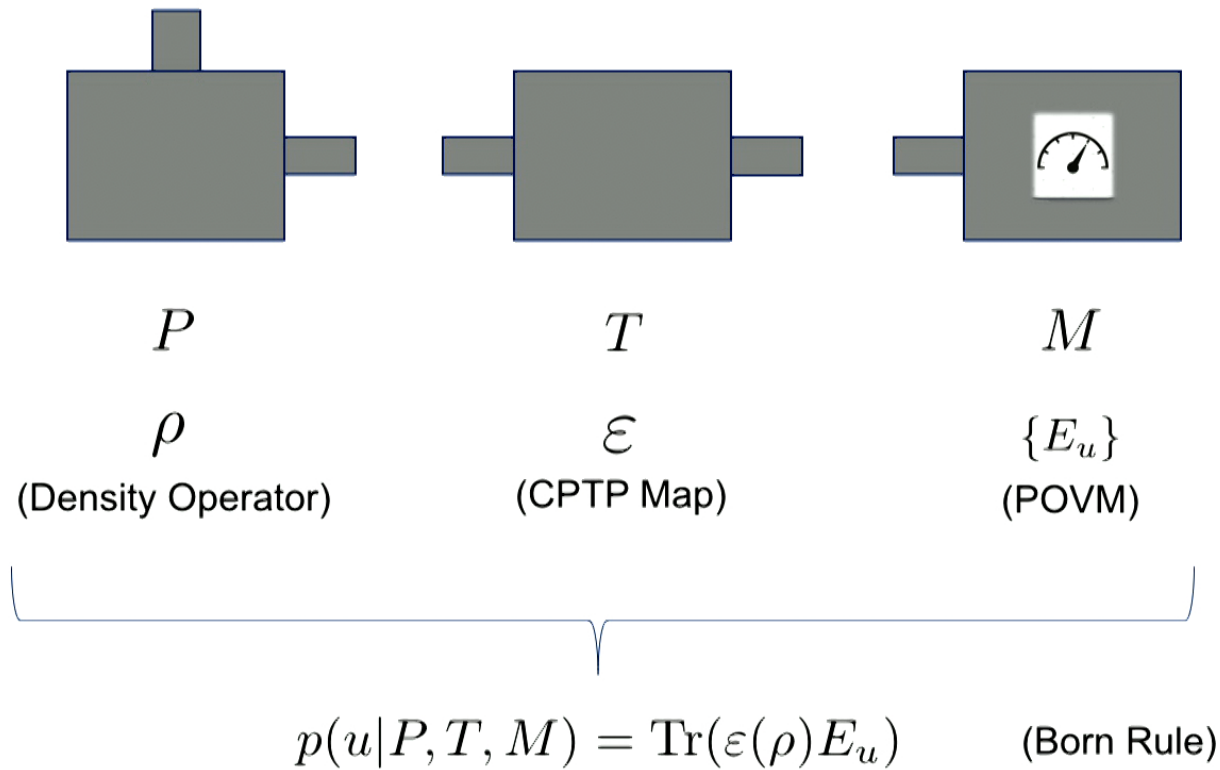 P T M
ρ ε {E_u}
(Density Operator) (CPTP Map) (POVM)
p(u|P, T, M) = Tr(ε(ρ)E_u) (Born Rule)